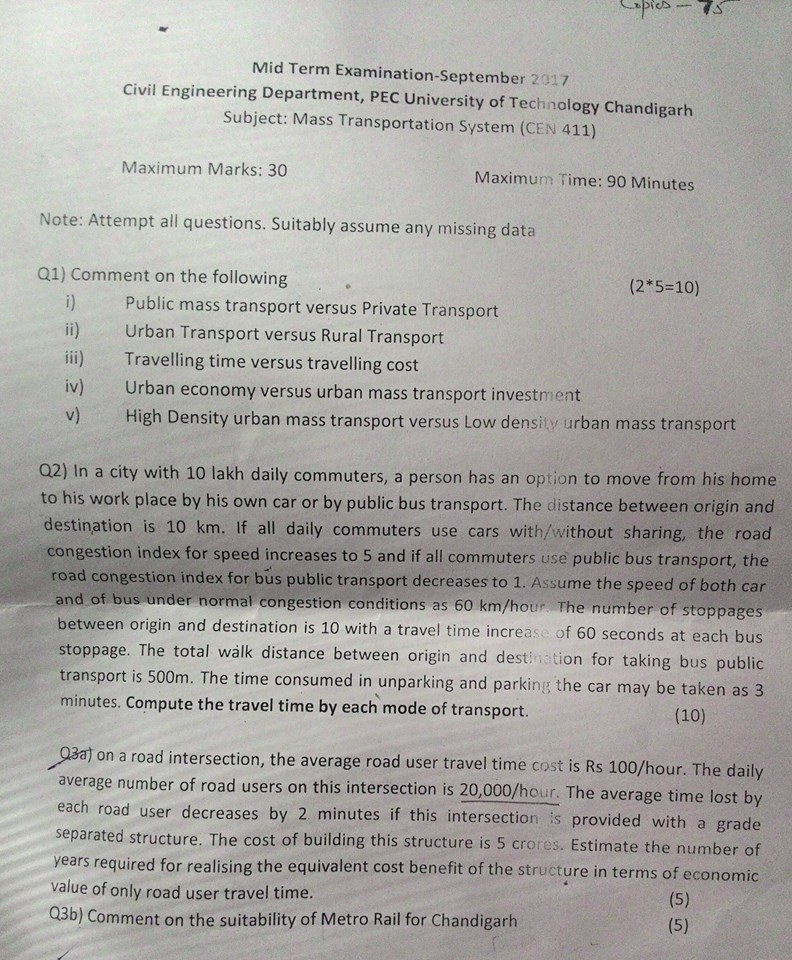 Copies - 75
Mid Term Examination-September 2017
Civil Engineering Department, PEC University of Technology Chandigarh
Subject: Mass Transportation System (CEN 411)
Maximum Marks: 30 Maximum Time: 90 Minutes
Note: Attempt all questions. Suitably assume any missing data
Q1) Comment on the following (2*5=10)
i) Public mass transport versus Private Transport
ii) Urban Transport versus Rural Transport
iii) Travelling time versus travelling cost
iv) Urban economy versus urban mass transport investment
v) High Density urban mass transport versus Low density urban mass transport
Q2) In a city with 10 lakh daily commuters, a person has an option to move from his home
to his work place by his own car or by public bus transport. The distance between origin and
destination is 10 km. If all daily commuters use cars with/without sharing, the road
congestion index for speed increases to 5 and if all commuters use public bus transport, the
road congestion index for bus public transport decreases to 1. Assume the speed of both car
and of bus under normal congestion conditions as 60 km/hour. The number of stoppages
between origin and destination is 10 with a travel time increase of 60 seconds at each bus
stoppage. The total walk distance between origin and destination for taking bus public
transport is 500m. The time consumed in unparking and parking the car may be taken as 3
minutes. Compute the travel time by each mode of transport. (10)
Q3a) on a road intersection, the average road user travel time cost is Rs 100/hour. The daily
average number of road users on this intersection is 20,000/hour. The average time lost by
each road user decreases by 2 minutes if this intersection is provided with a grade
separated structure. The cost of building this structure is 5 crores. Estimate the number of
years required for realising the equivalent cost benefit of the structure in terms of economic
value of only road user travel time. (5)
Q3b) Comment on the suitability of Metro Rail for Chandigarh (5)